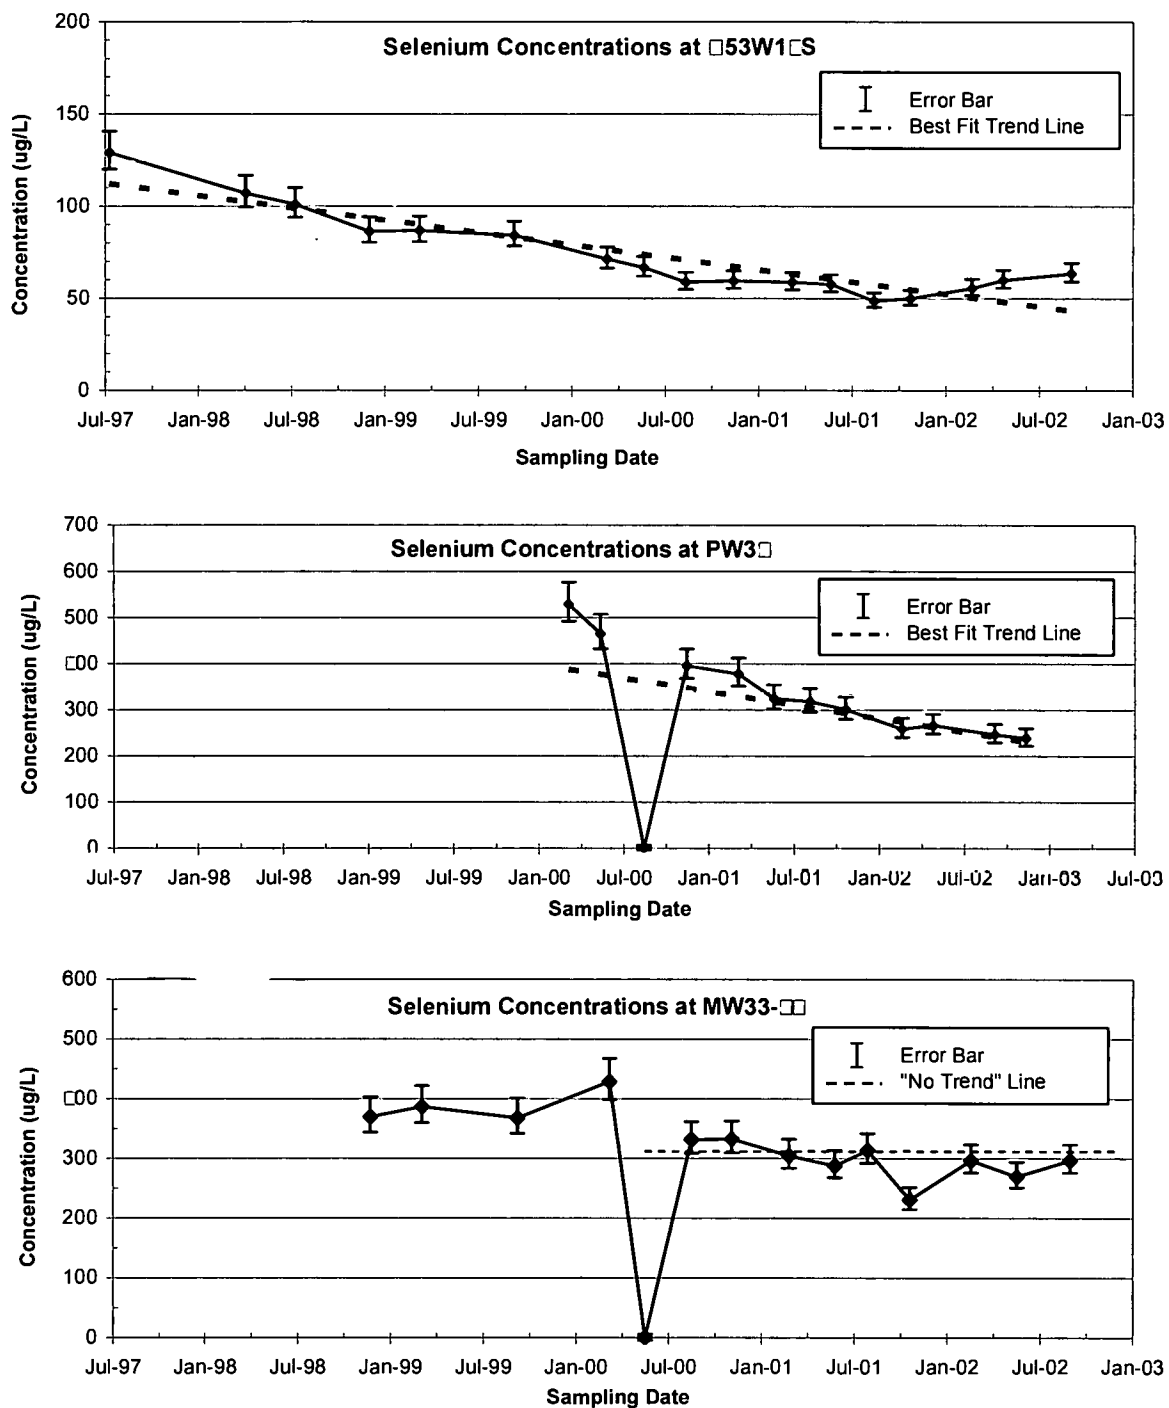 200
Selenium Concentrations at □53W1□S
Error Bar
Best Fit Trend Line
150
100
50
0
Concentration (ug/L)
Jul-97 Jan-98 Jul-98 Jan-99 Jul-99 Jan-00 Jul-00 Jan-01 Jul-01 Jan-02 Jul-02 Jan-03
Sampling Date
700
Selenium Concentrations at PW3□
600
Error Bar
Best Fit Trend Line
500
□00
300
200
100
0
Concentration (ug/L)
Jul-97 Jan-98 Jul-98 Jan-99 Jul-99 Jan-00 Jul-00 Jan-01 Jul-01 Jan-02 Jul-02 Jan-03 Jul-03
Sampling Date
600
Selenium Concentrations at MW33-□□
500
Error Bar
"No Trend" Line
□00
300
200
100
0
Concentration (ug/L)
Jul-97 Jan-98 Jul-98 Jan-99 Jul-99 Jan-00 Jul-00 Jan-01 Jul-01 Jan-02 Jul-02 Jan-03
Sampling Date